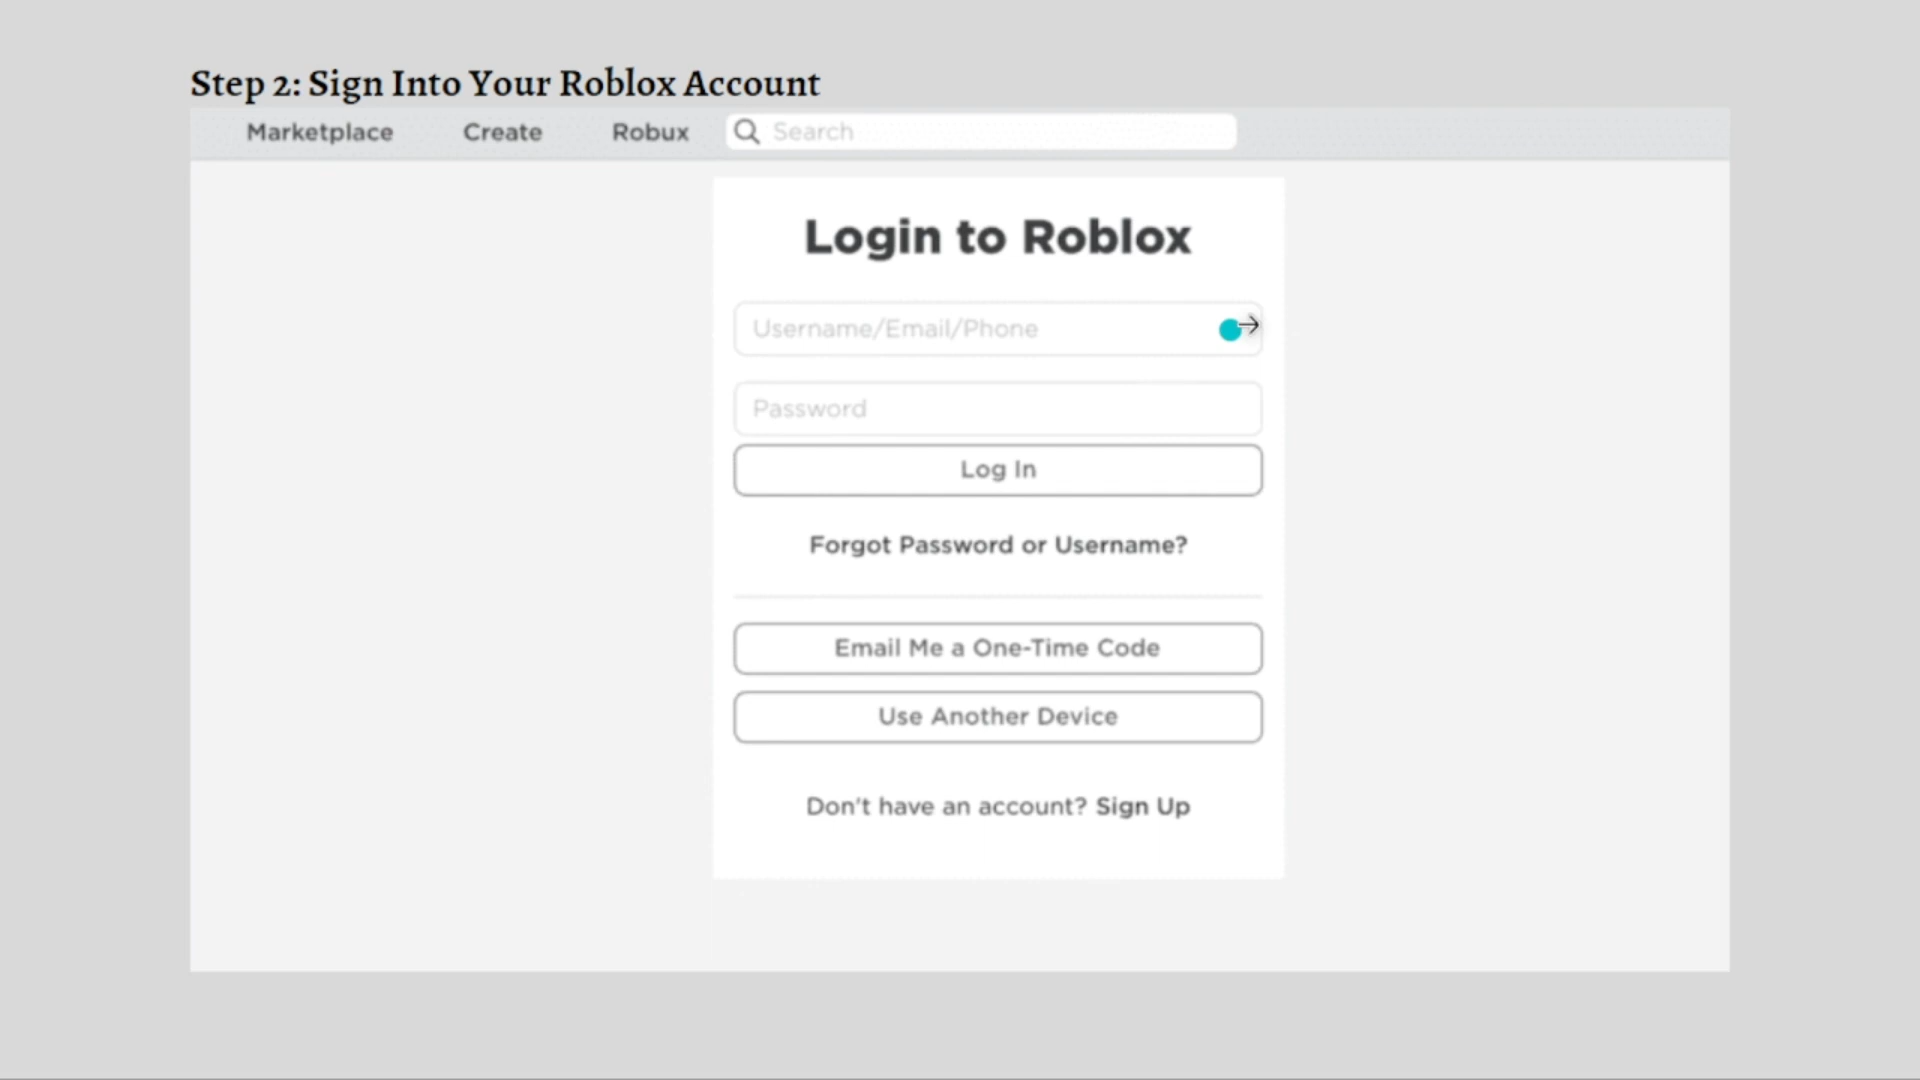 Step 2: Sign Into Your Roblox Account
Marketplace Create Robux Search
Login to Roblox
Username/Email/Phone
Password
Log In
Forgot Password or Username?
Email Me a One-Time Code
Use Another Device
Don't have an account? Sign Up